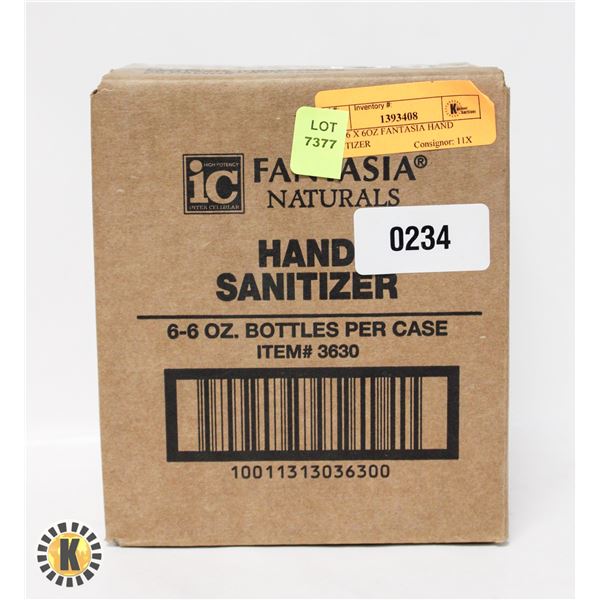 Inventory #:
1393408
6 X 6OZ FANTASIA HAND
TIZER Consignor: 11X
LOT
7377
HIGH POTENCY
iC
INTER CELLULAR
FANTASIA®
NATURALS
0234
HAND
SANITIZER
6-6 OZ. BOTTLES PER CASE
ITEM# 3630
10011313036300
K